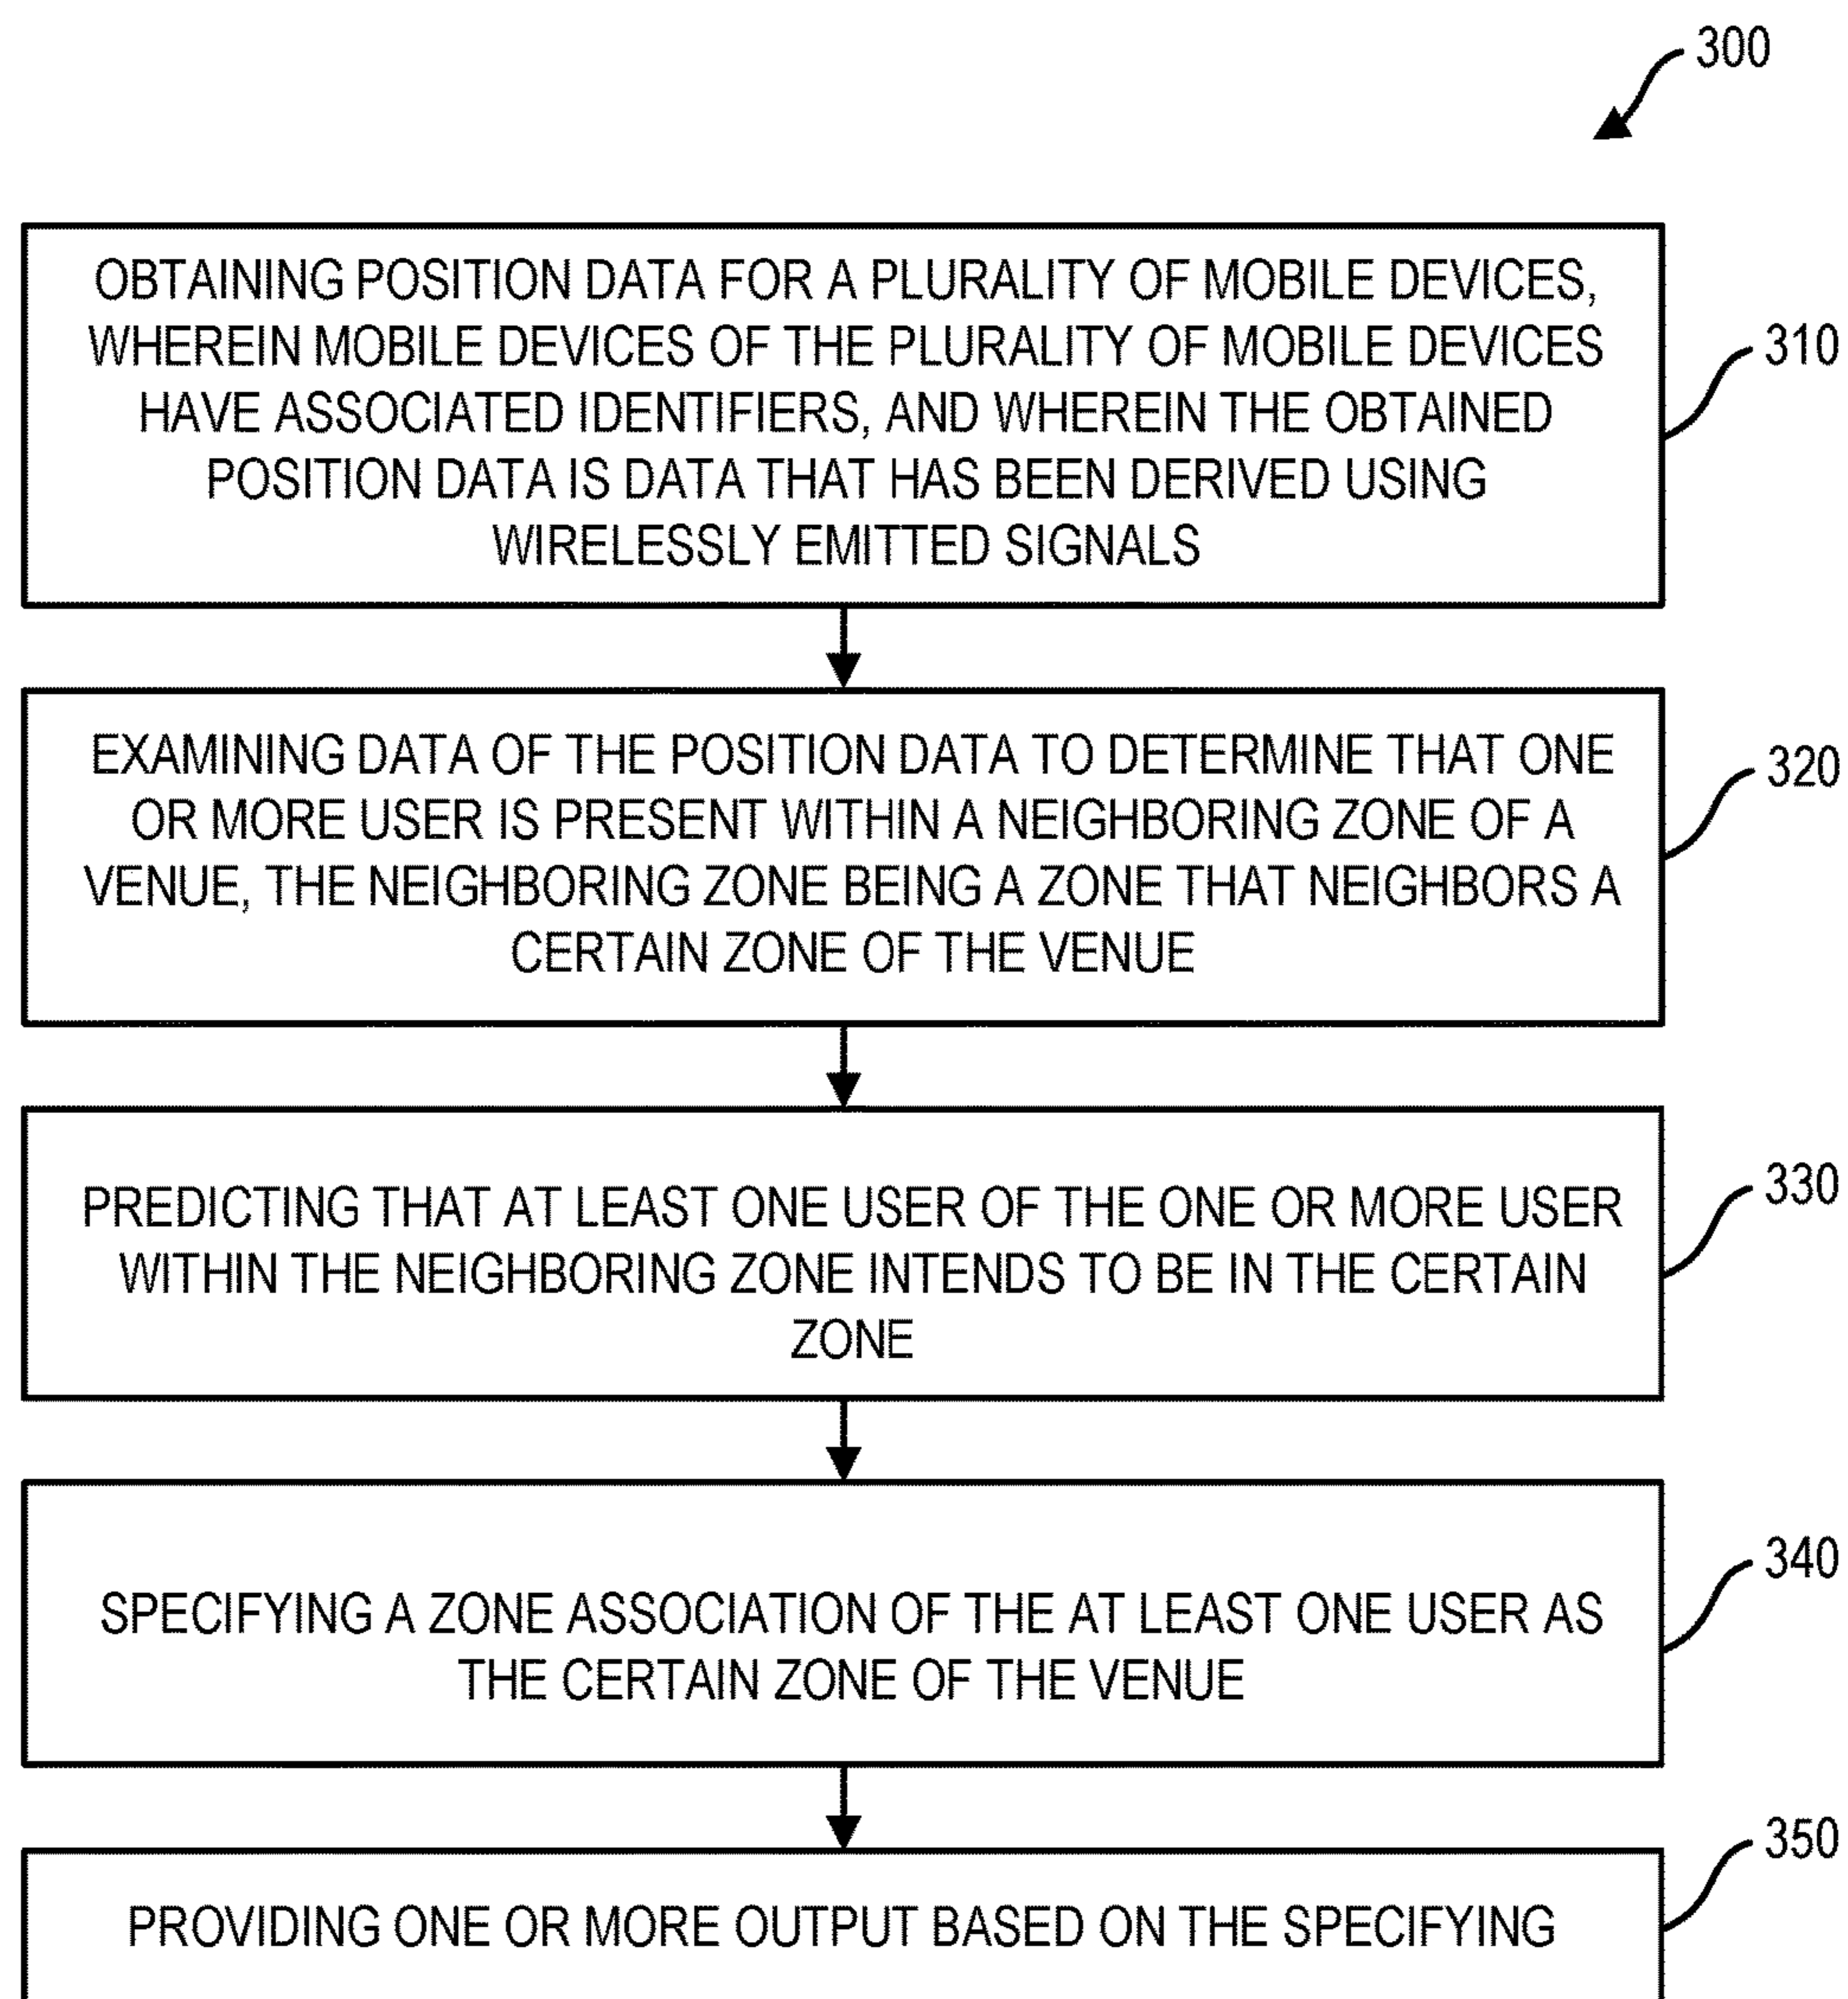 300
OBTAINING POSITION DATA FOR A PLURALITY OF MOBILE DEVICES,
WHEREIN MOBILE DEVICES OF THE PLURALITY OF MOBILE DEVICES
HAVE ASSOCIATED IDENTIFIERS, AND WHEREIN THE OBTAINED
POSITION DATA IS DATA THAT HAS BEEN DERIVED USING
WIRELESSLY EMITTED SIGNALS
310
EXAMINING DATA OF THE POSITION DATA TO DETERMINE THAT ONE
OR MORE USER IS PRESENT WITHIN A NEIGHBORING ZONE OF A
VENUE, THE NEIGHBORING ZONE BEING A ZONE THAT NEIGHBORS A
CERTAIN ZONE OF THE VENUE
320
PREDICTING THAT AT LEAST ONE USER OF THE ONE OR MORE USER
WITHIN THE NEIGHBORING ZONE INTENDS TO BE IN THE CERTAIN
ZONE
330
SPECIFYING A ZONE ASSOCIATION OF THE AT LEAST ONE USER AS
THE CERTAIN ZONE OF THE VENUE
340
PROVIDING ONE OR MORE OUTPUT BASED ON THE SPECIFYING
350